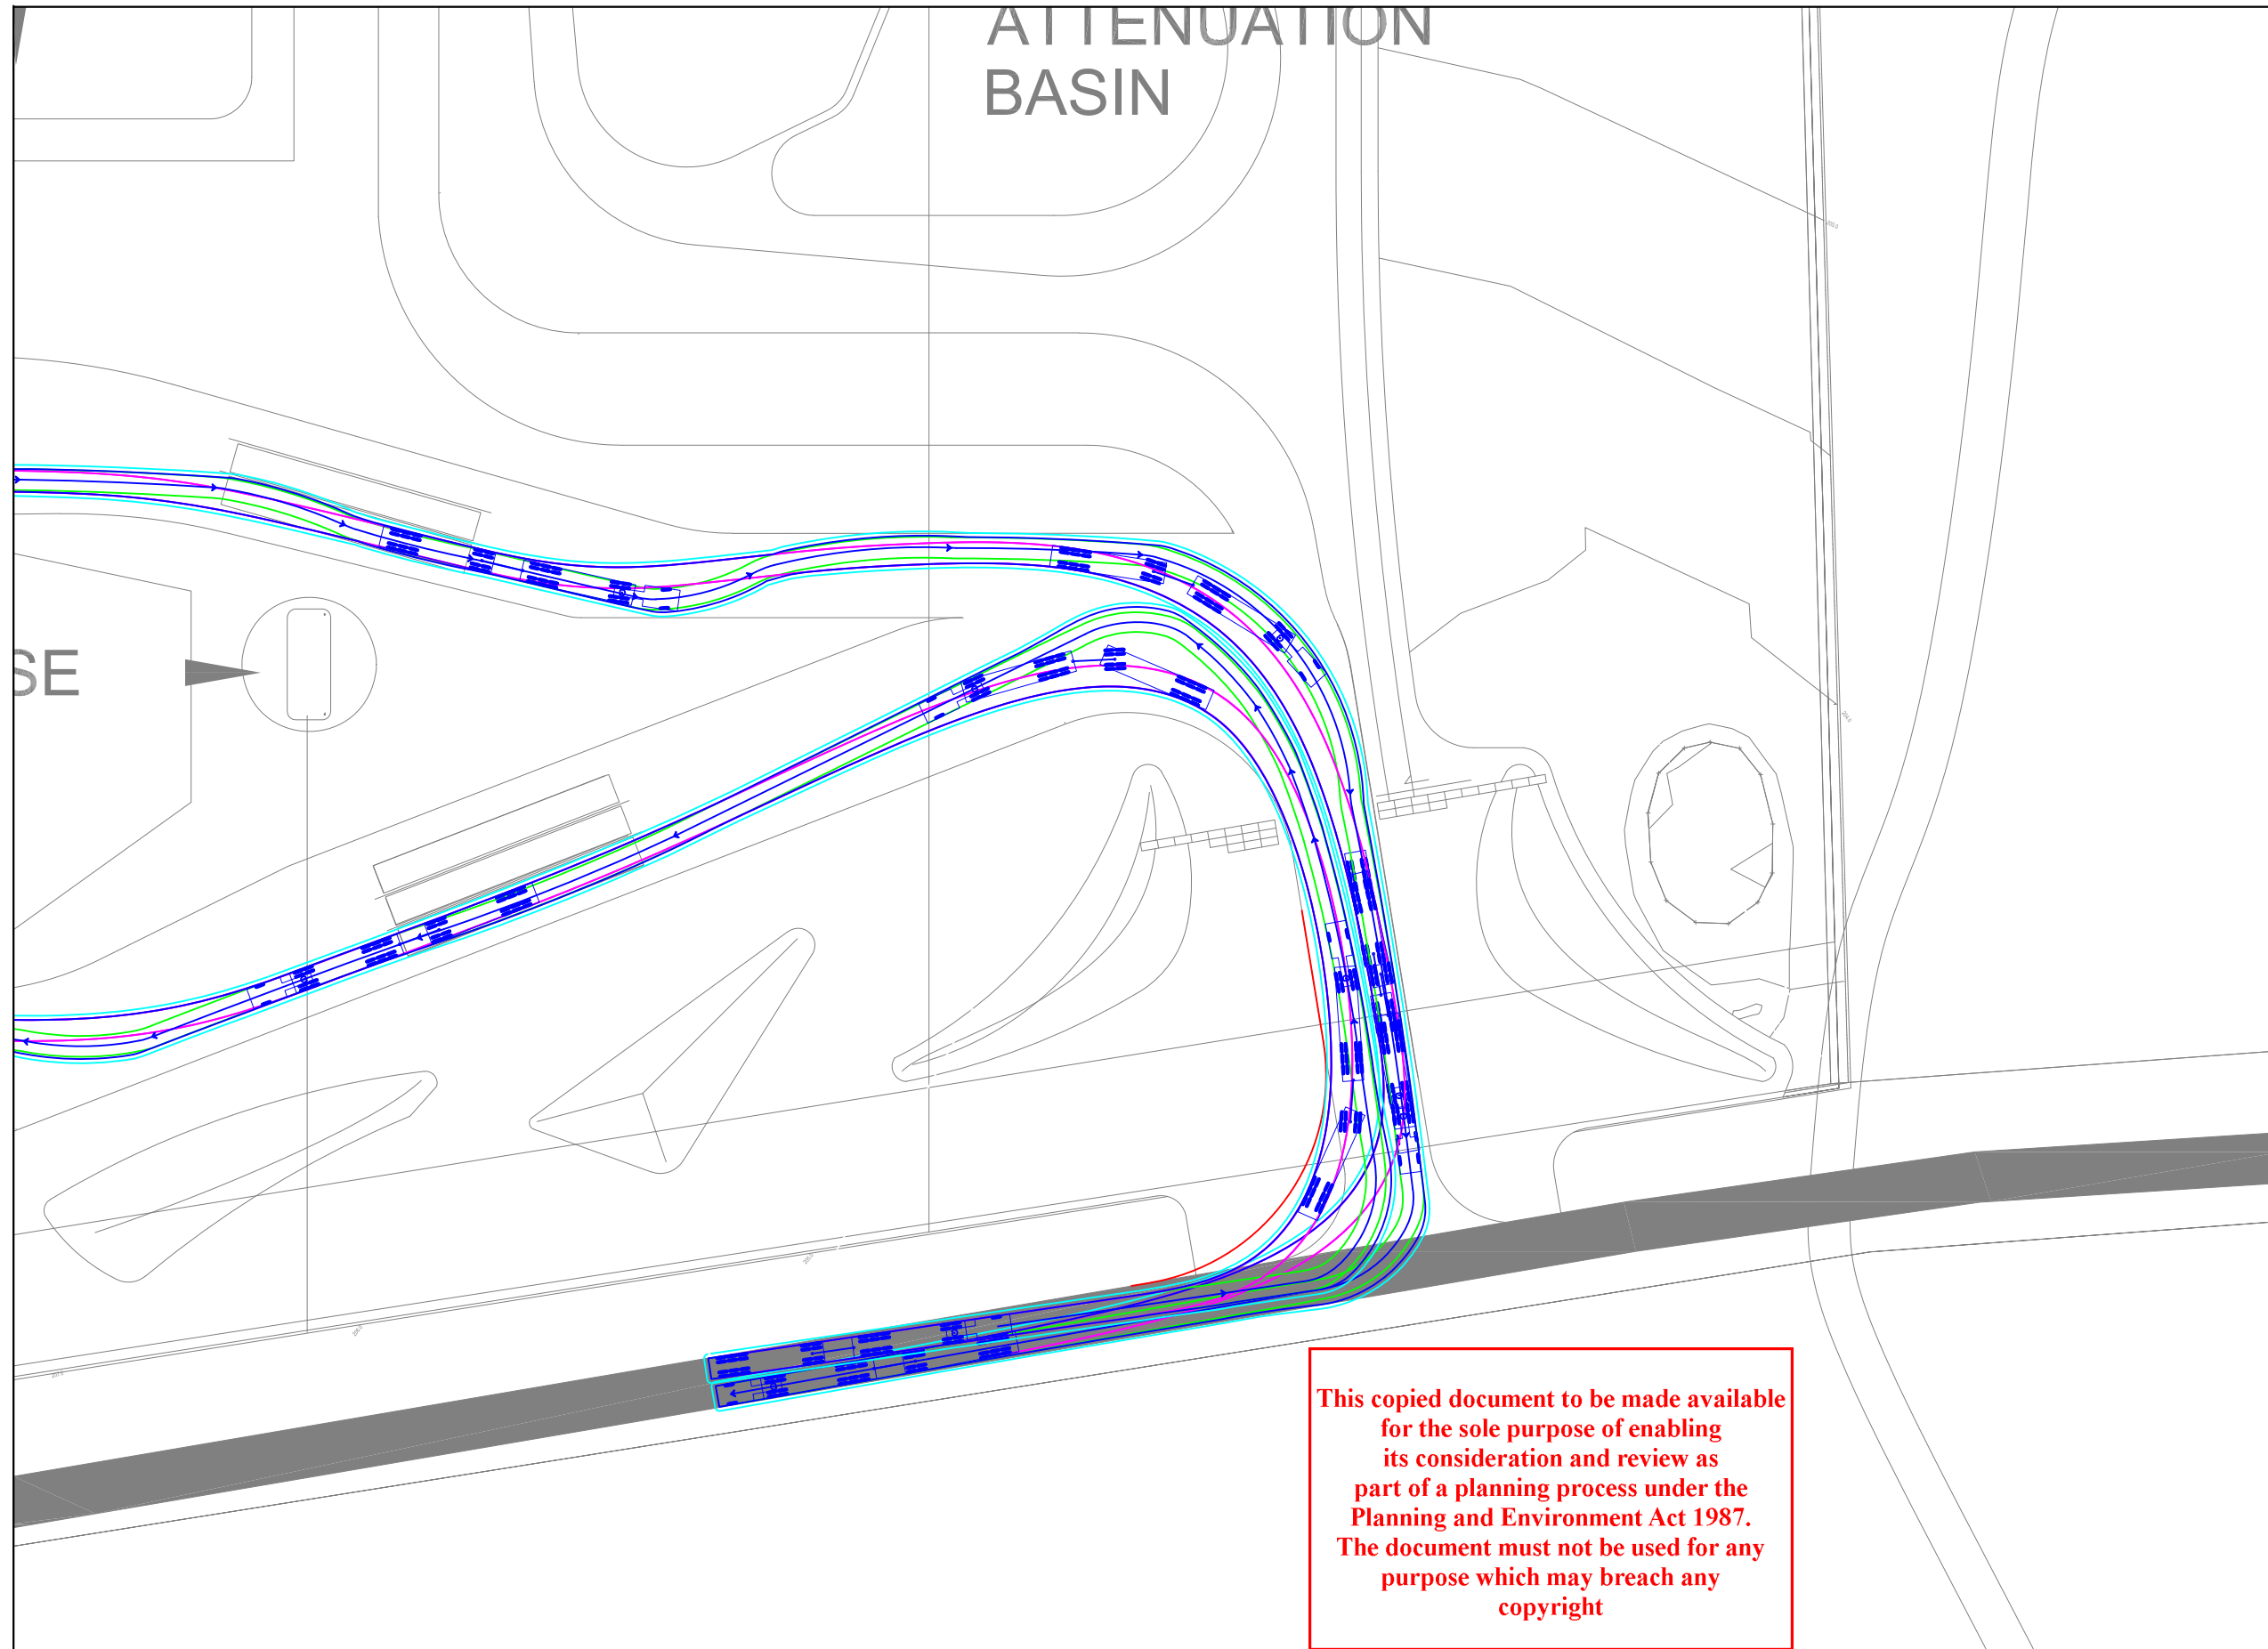 ATTENUATION
BASIN
SE
This copied document to be made available
for the sole purpose of enabling
its consideration and review as
part of a planning process under the
Planning and Environment Act 1987.
The document must not be used for any
purpose which may breach any
copyright